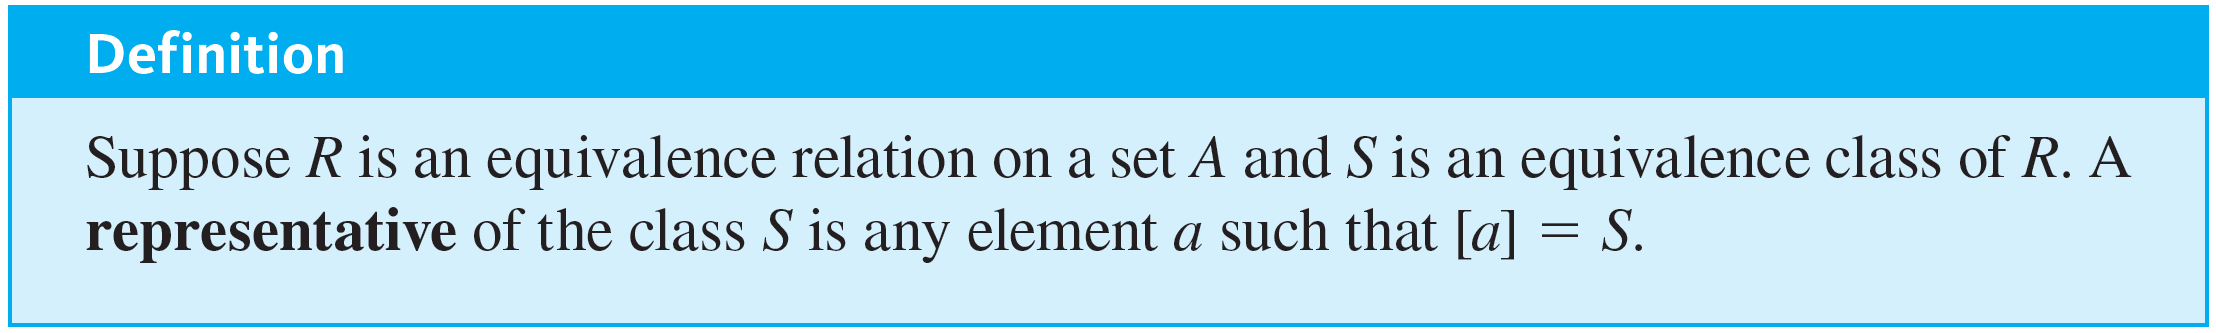 Definition
Suppose R is an equivalence relation on a set A and S is an equivalence class of R. A
representative of the class S is any element a such that [a] = S.